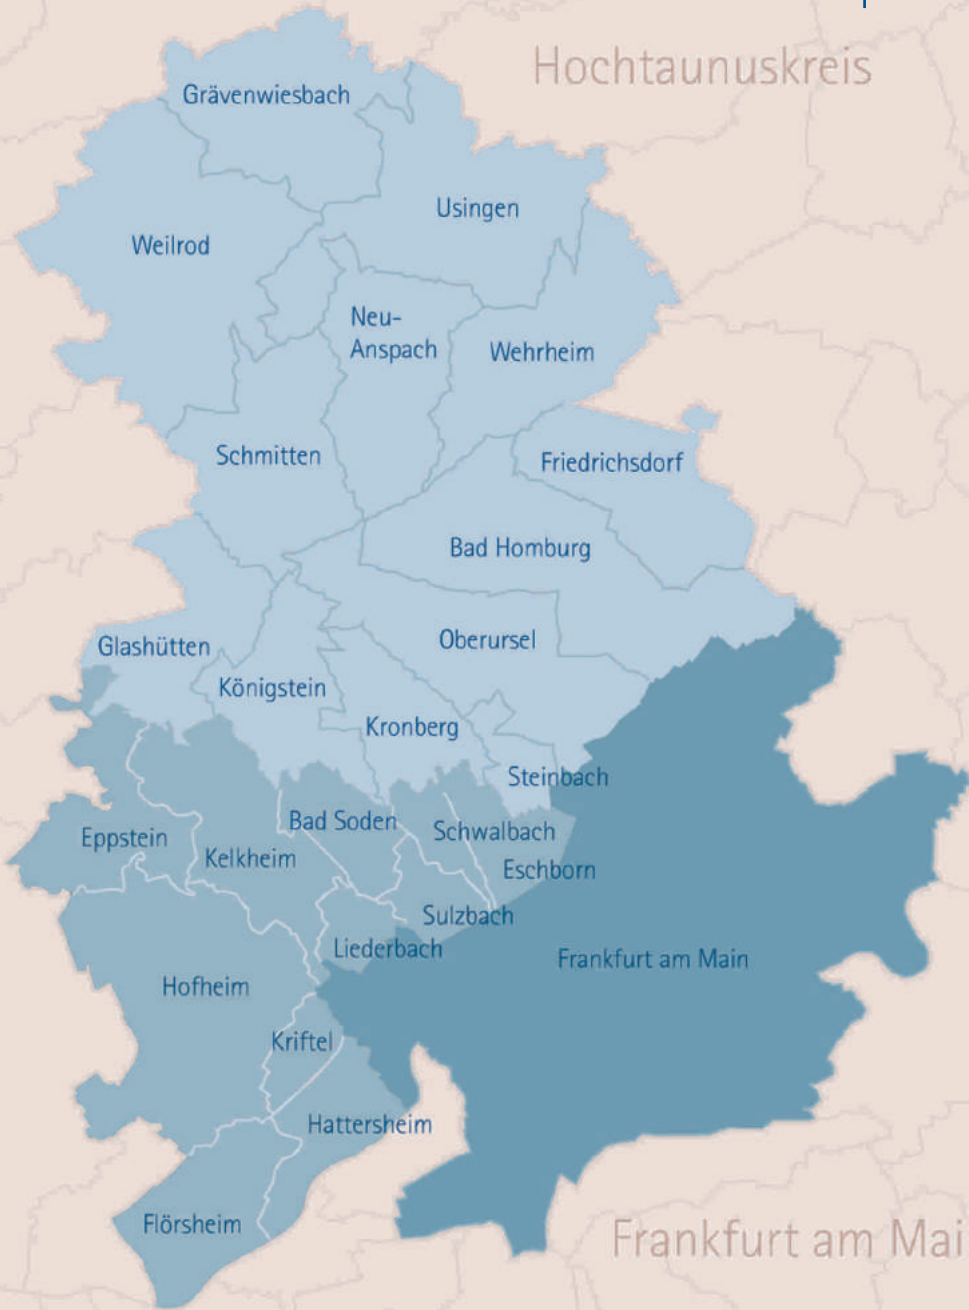 Hochtaunuskreis
Grävenwiesbach
Usingen
Weilrod
Neu-
Anspach
Wehrheim
Schmitten
Friedrichsdorf
Bad Homburg
Glashütten
Oberursel
Königstein
Kronberg
Steinbach
Bad Soden
Schwalbach
Eppstein
Kelkheim
Eschborn
Sulzbach
Liederbach
Frankfurt am Main
Hofheim
Kriftel
Hattersheim
Flörsheim
Frankfurt am Mai